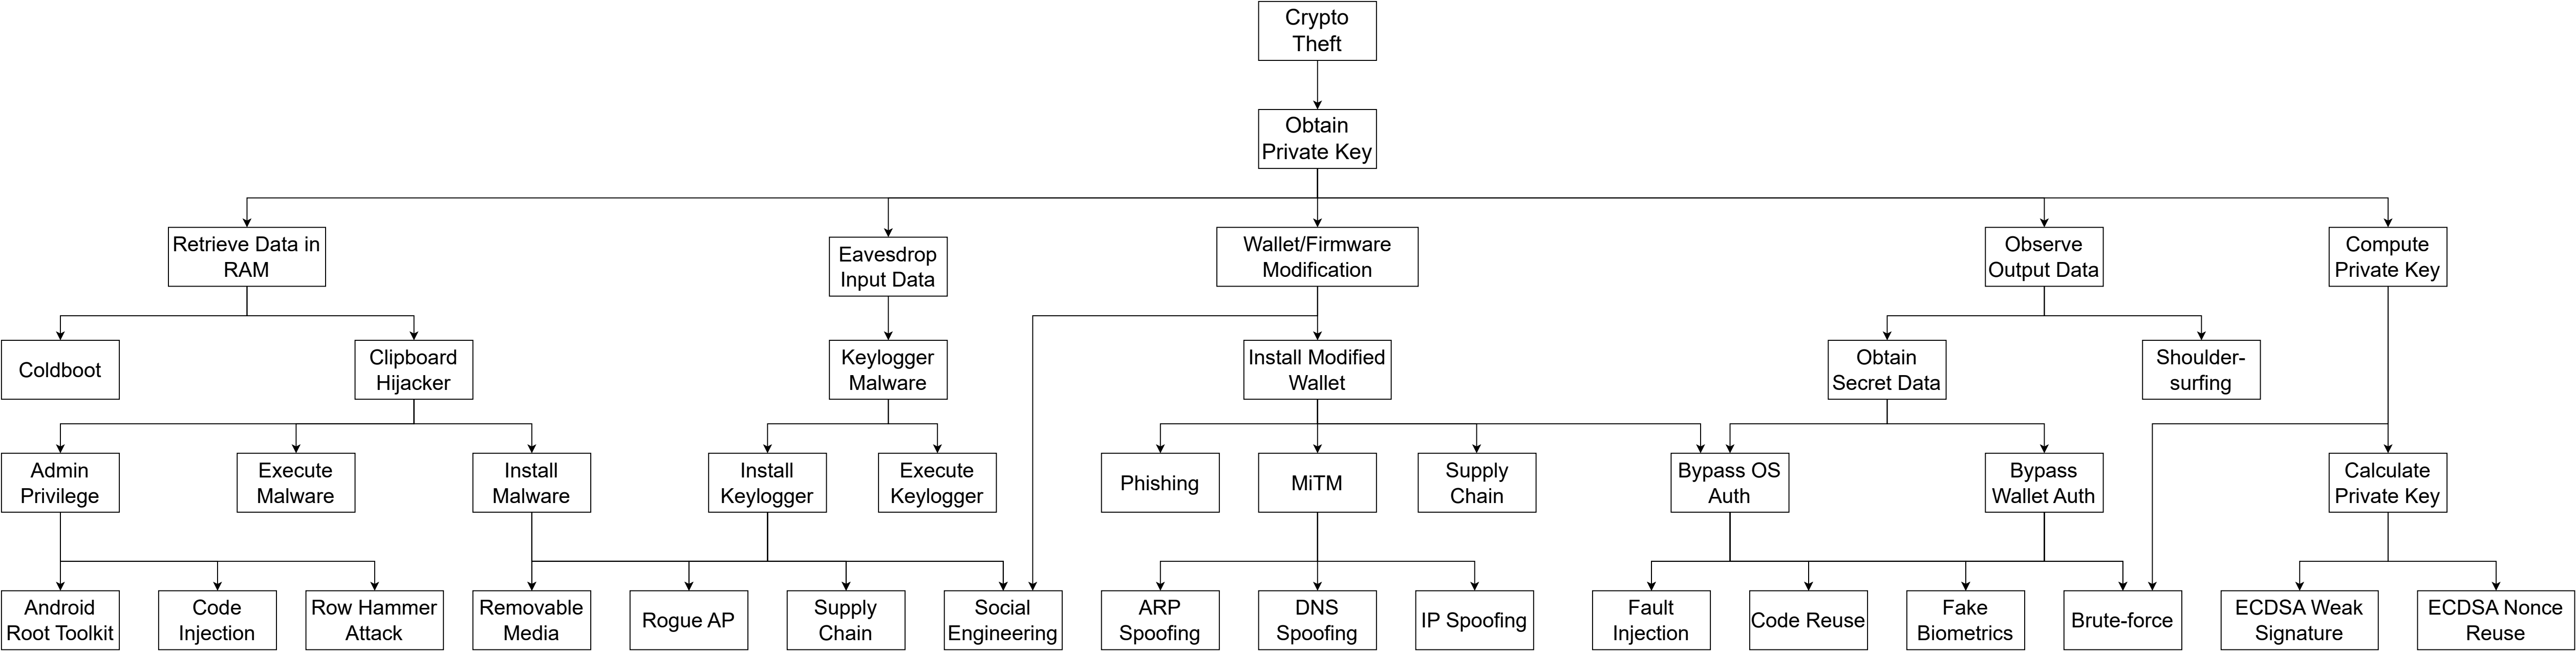 Crypto
Theft
Obtain
Private Key
Retrieve Data in
RAM
Eavesdrop
Input Data
Wallet/Firmware
Modification
Observe
Output Data
Compute
Private Key
Coldboot
Clipboard
Hijacker
Keylogger
Malware
Install Modified
Wallet
Obtain
Secret Data
Shoulder-
surfing
Admin
Privilege
Execute
Malware
Install
Malware
Install
Keylogger
Execute
Keylogger
Phishing
MiTM
Supply
Chain
Bypass OS
Auth
Bypass
Wallet Auth
Calculate
Private Key
Android
Root Toolkit
Code
Injection
Row Hammer
Attack
Removable
Media
Rogue AP
Supply
Chain
Social
Engineering
ARP
Spoofing
DNS
Spoofing
IP Spoofing
Fault
Injection
Code Reuse
Fake
Biometrics
Brute-force
ECDSA Weak
Signature
ECDSA Nonce
Reuse